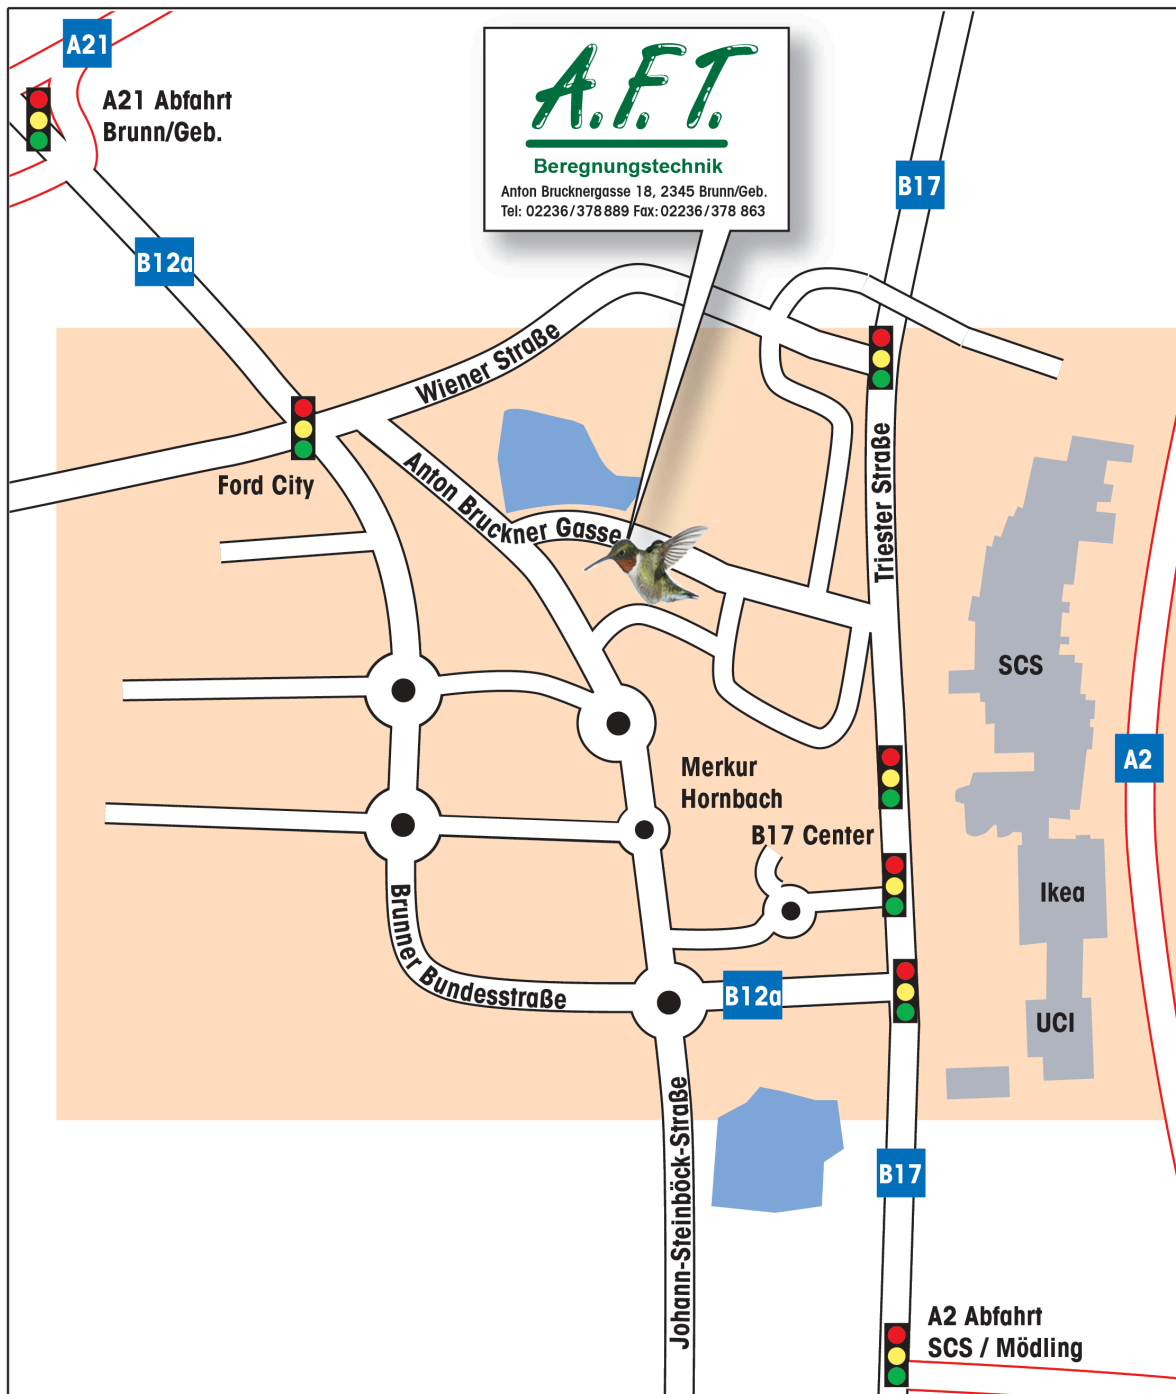 A21
A21 Abfahrt
Brunn/Geb.
A.F.T.
Beregnungstechnik
Anton Brucknergasse 18, 2345 Brunn/Geb.
Tel: 02236/378889 Fax: 02236/378 863
B17
B12a
Wiener Straße
Ford City
Anton Bruckner Gasse
Triester Straße
SCS
A2
Merkur
Hornbach
B17 Center
Ikea
Brunner Bundesstraße
B12a
UCI
Johann-Steinböck-Straße
B17
A2 Abfahrt
SCS / Mödling